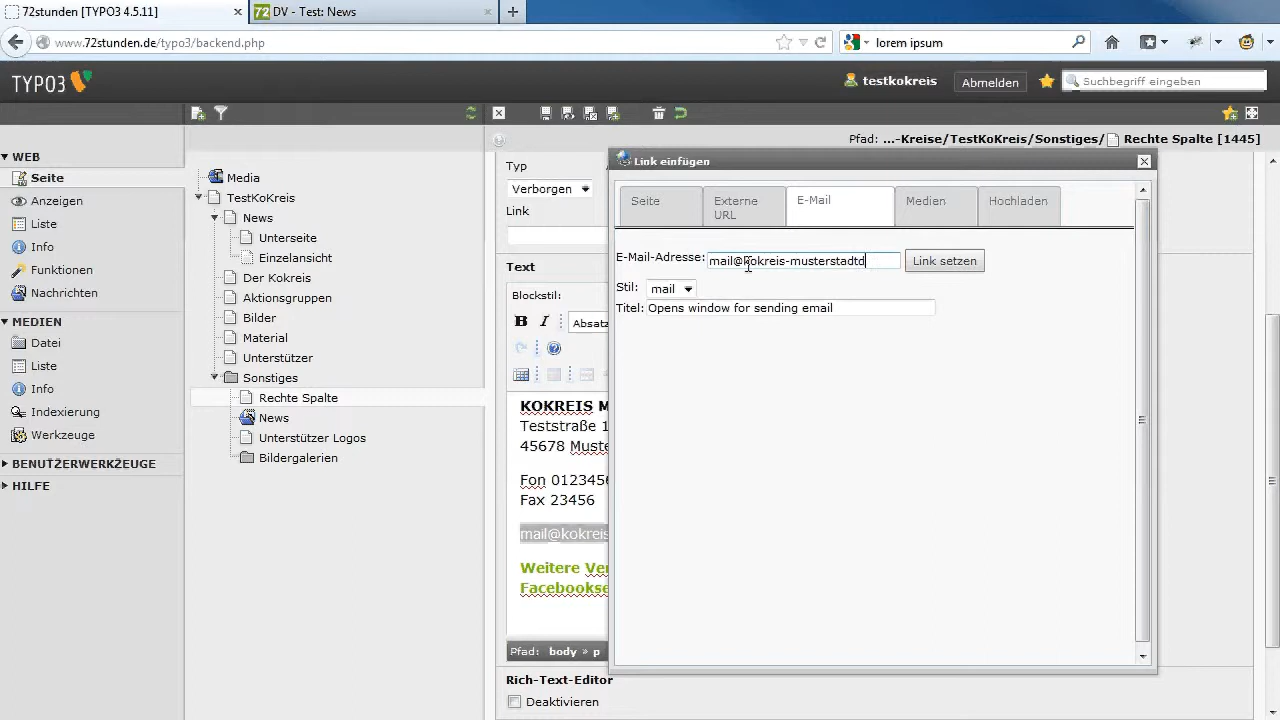 72stunden [TYPO3 4.5.11]
72 DV - Test: News
www.72stunden.de/typo3/backend.php
lorem ipsum
TYPO3
testkokreis
Abmelden
Suchbegriff eingeben
Pfad: ...-Kreise/TestKoKreis/Sonstiges/ Rechte Spalte [1445]
WEB
Seite
Anzeigen
Liste
Info
Funktionen
Nachrichten
MEDIEN
Datei
Liste
Info
Indexierung
Werkzeuge
BENUTZERWERKZEUGE
HILFE
Media
TestKoKreis
News
Unterseite
Einzelansicht
Der Kokreis
Aktionsgruppen
Bilder
Material
Unterstützer
Sonstiges
Rechte Spalte
News
Unterstützer Logos
Bildergalerien
Typ
Verborgen
Link
Text
Blockstil:
B I Absatz
KOKREIS M
Teststraße 1
45678 Muste
Fon 0123456
Fax 23456
mail@kokreis
Weitere Ver
Facebookse
Pfad: body » p
Rich-Text-Editor
Deaktivieren
Link einfügen
Seite
Externe URL
E-Mail
Medien
Hochladen
E-Mail-Adresse: mail@kokreis-musterstadtd
Link setzen
Stil: mail
Titel: Opens window for sending email